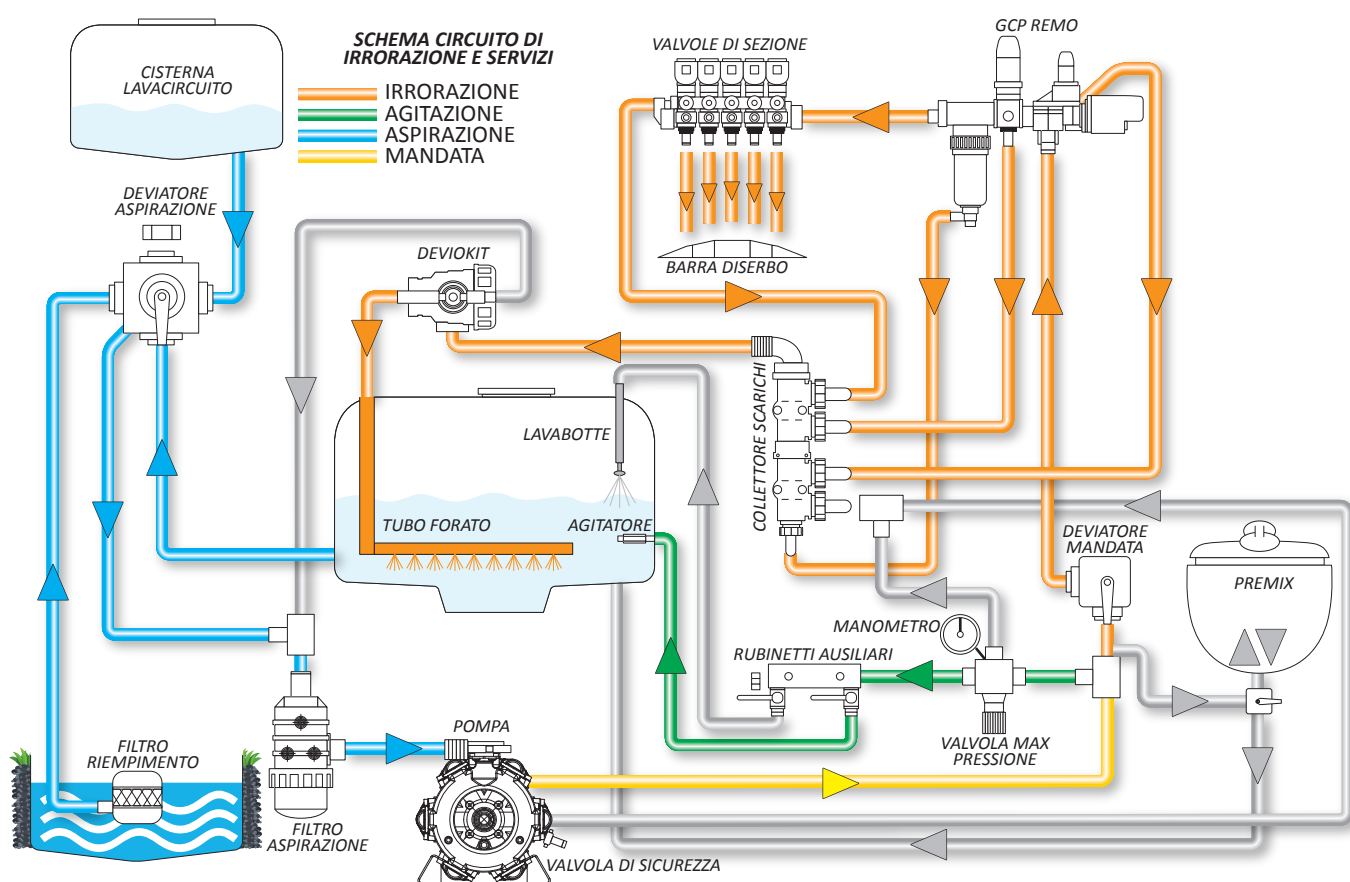 SCHEMA CIRCUITO DI
IRRORAZIONE E SERVIZI
IRRORAZIONE
AGITAZIONE
ASPIRAZIONE
MANDATA
CISTERNA
LAVACIRCUITO
VALVOLE DI SEZIONE
GCP REMO
DEVIATORE
ASPIRAZIONE
DEVIOKIT
BARRA DISERBO
COLLETTORE SCARICHI
LAVABOTTE
TUBO FORATO
AGITATORE
DEVIATORE
MANDATA
PREMIX
MANOMETRO
RUBINETTI AUSILIARI
VALVOLA MAX
PRESSIONE
POMPA
FILTRO
RIEMPIMENTO
FILTRO
ASPIRAZIONE
VALVOLA DI SICUREZZA